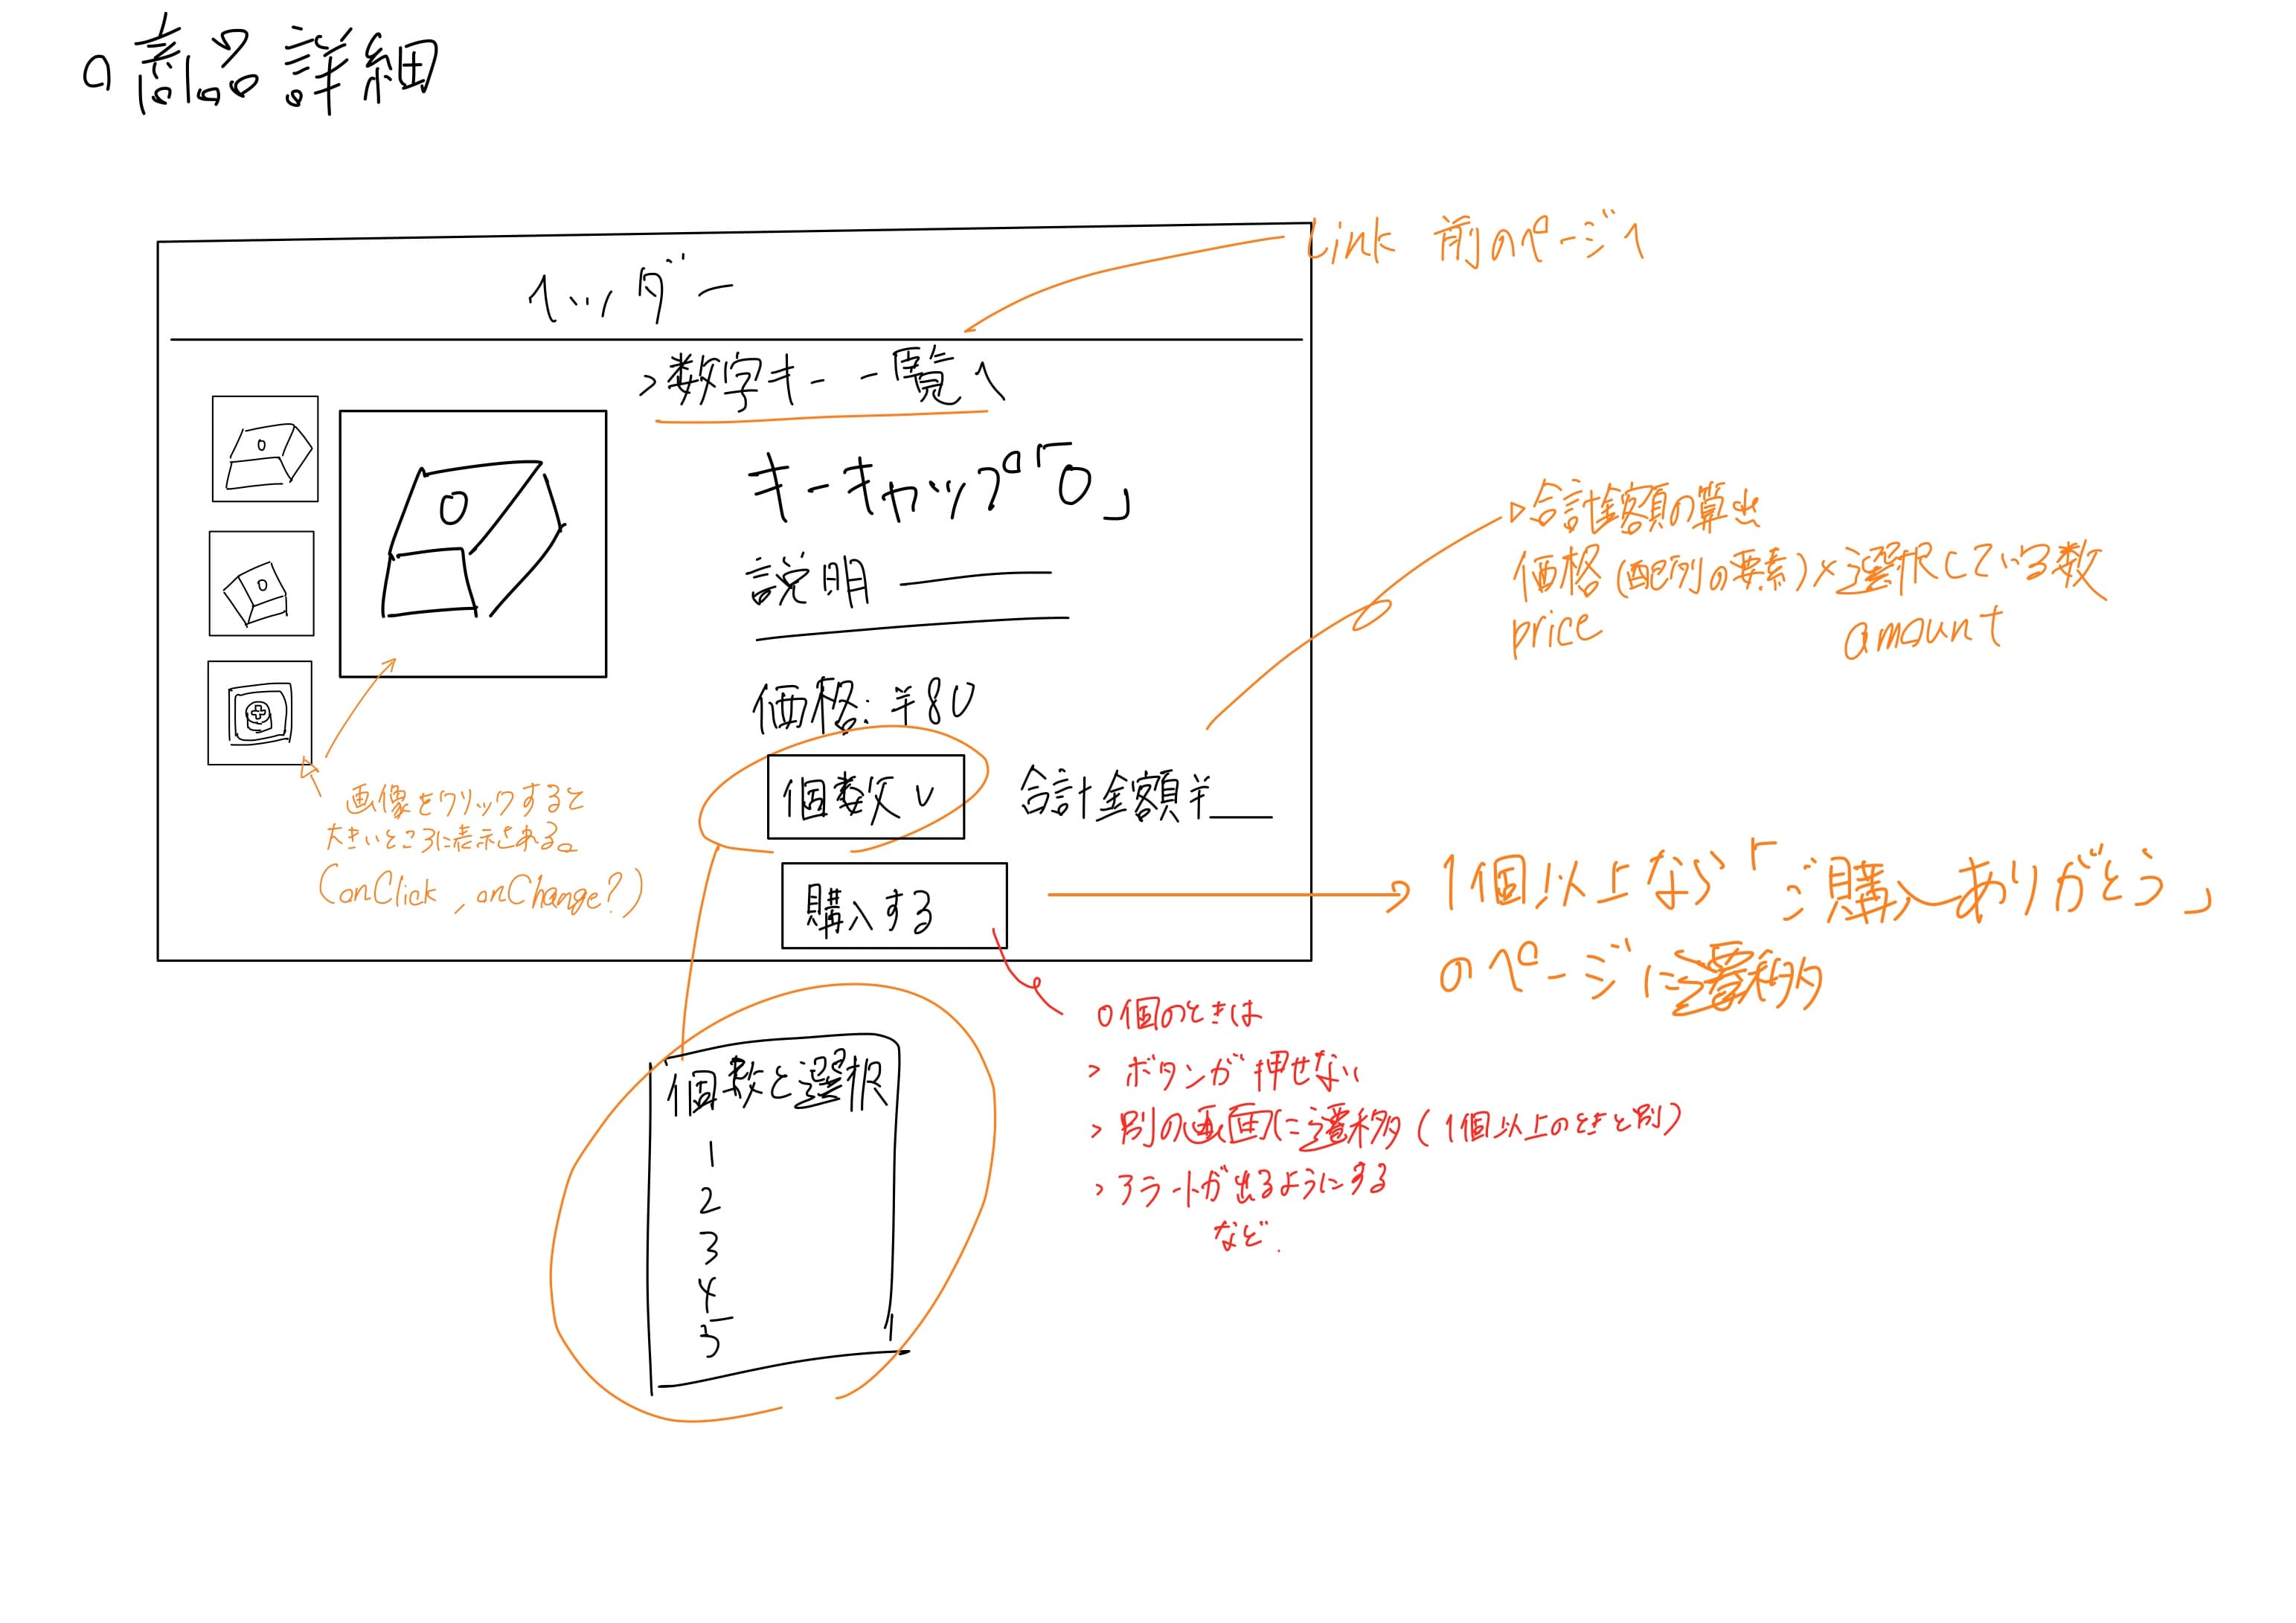 ○商品詳細
Link 前のページへ
ヘッダー
>数字キー 一覧へ
キーキャップ「0」
説明
価格:¥80
▷合計金額の算出
価格(配列の要素)×選択している数
price amount
個数 ∨
合計金額¥
画像をクリックすると
大きいところに表示される。
(onClick, onChange?)
購入する
1個以上なら「ご購入ありがとう」
のページに遷移
0個のときは
> ボタンが押せない
> 別の画面に遷移(1個以上のときと別)
> アラートが出るようにする
など.
個数を選択
1
2
3
4
5
0
0
0